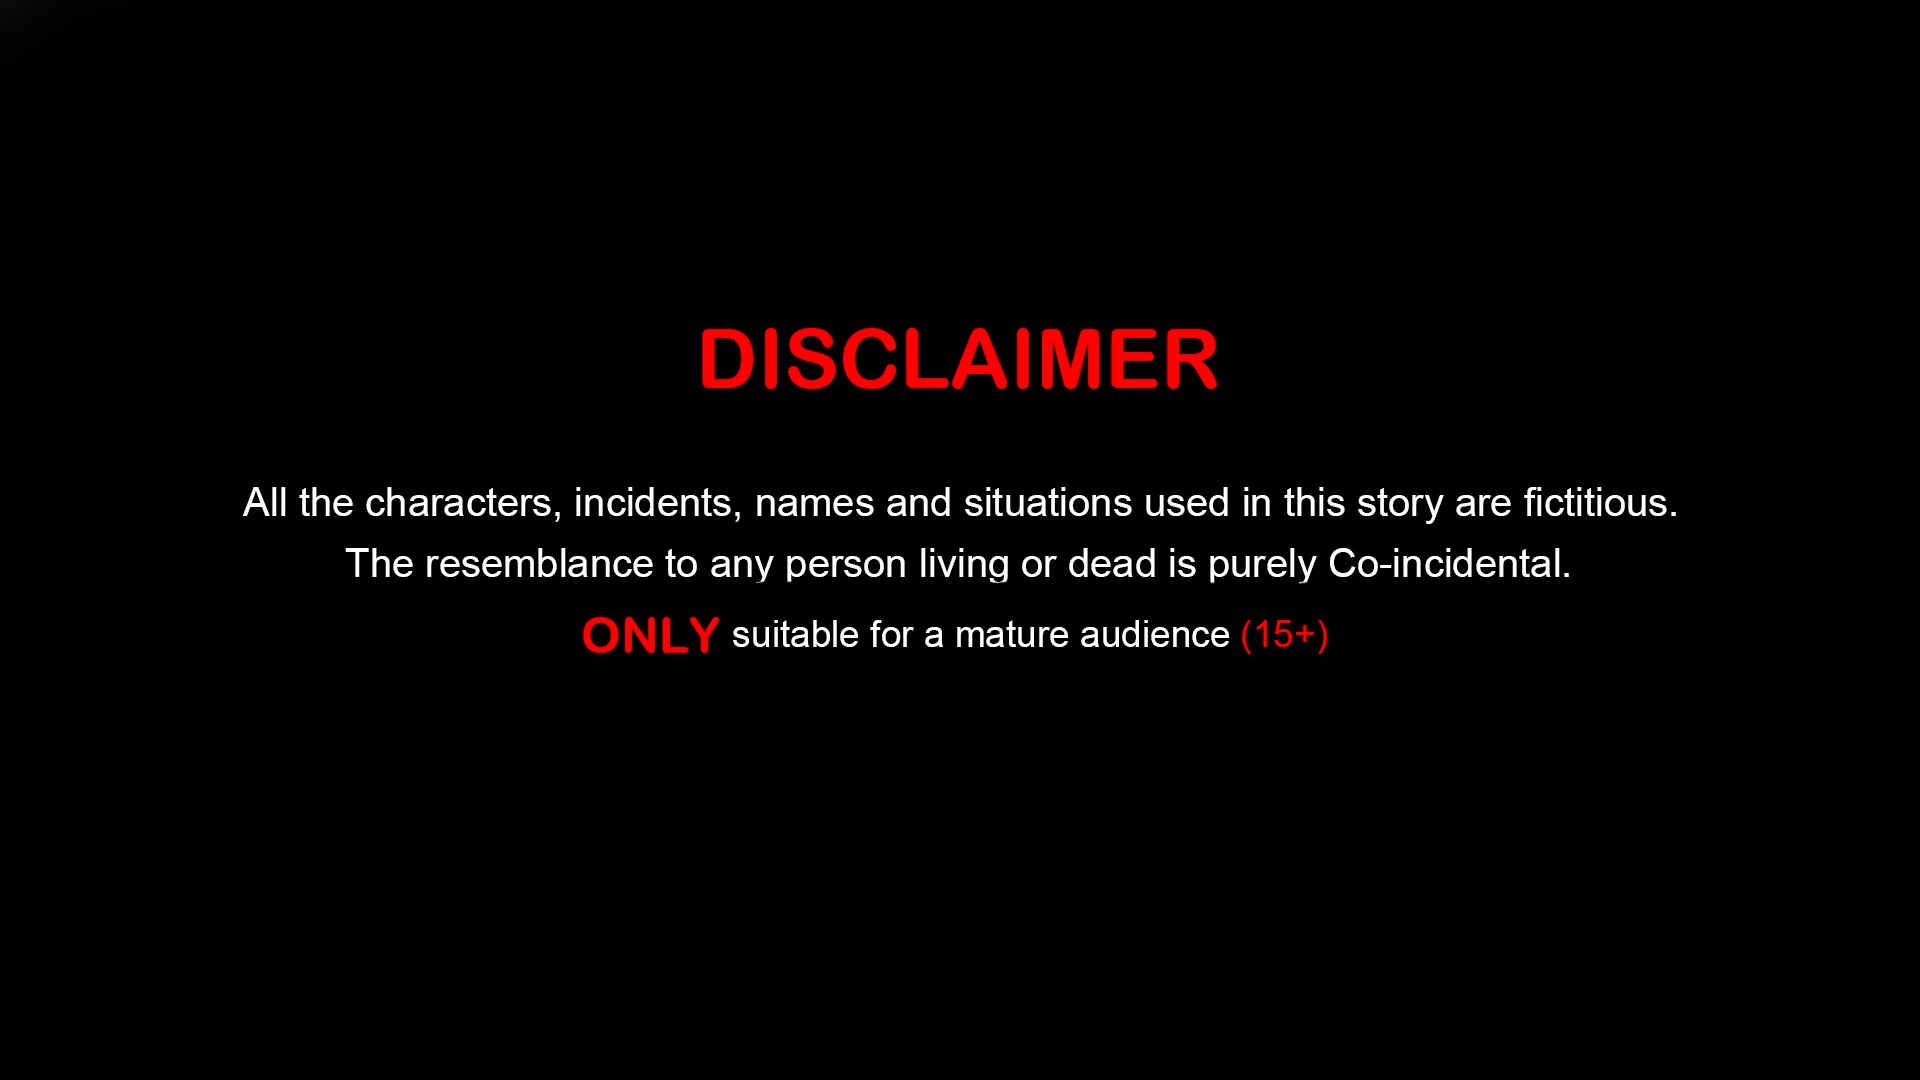 DISCLAIMER
All the characters, incidents, names and situations used in this story are fictitious.
The resemblance to any person living or dead is purely Co-incidental.
ONLY suitable for a mature audience (15+)